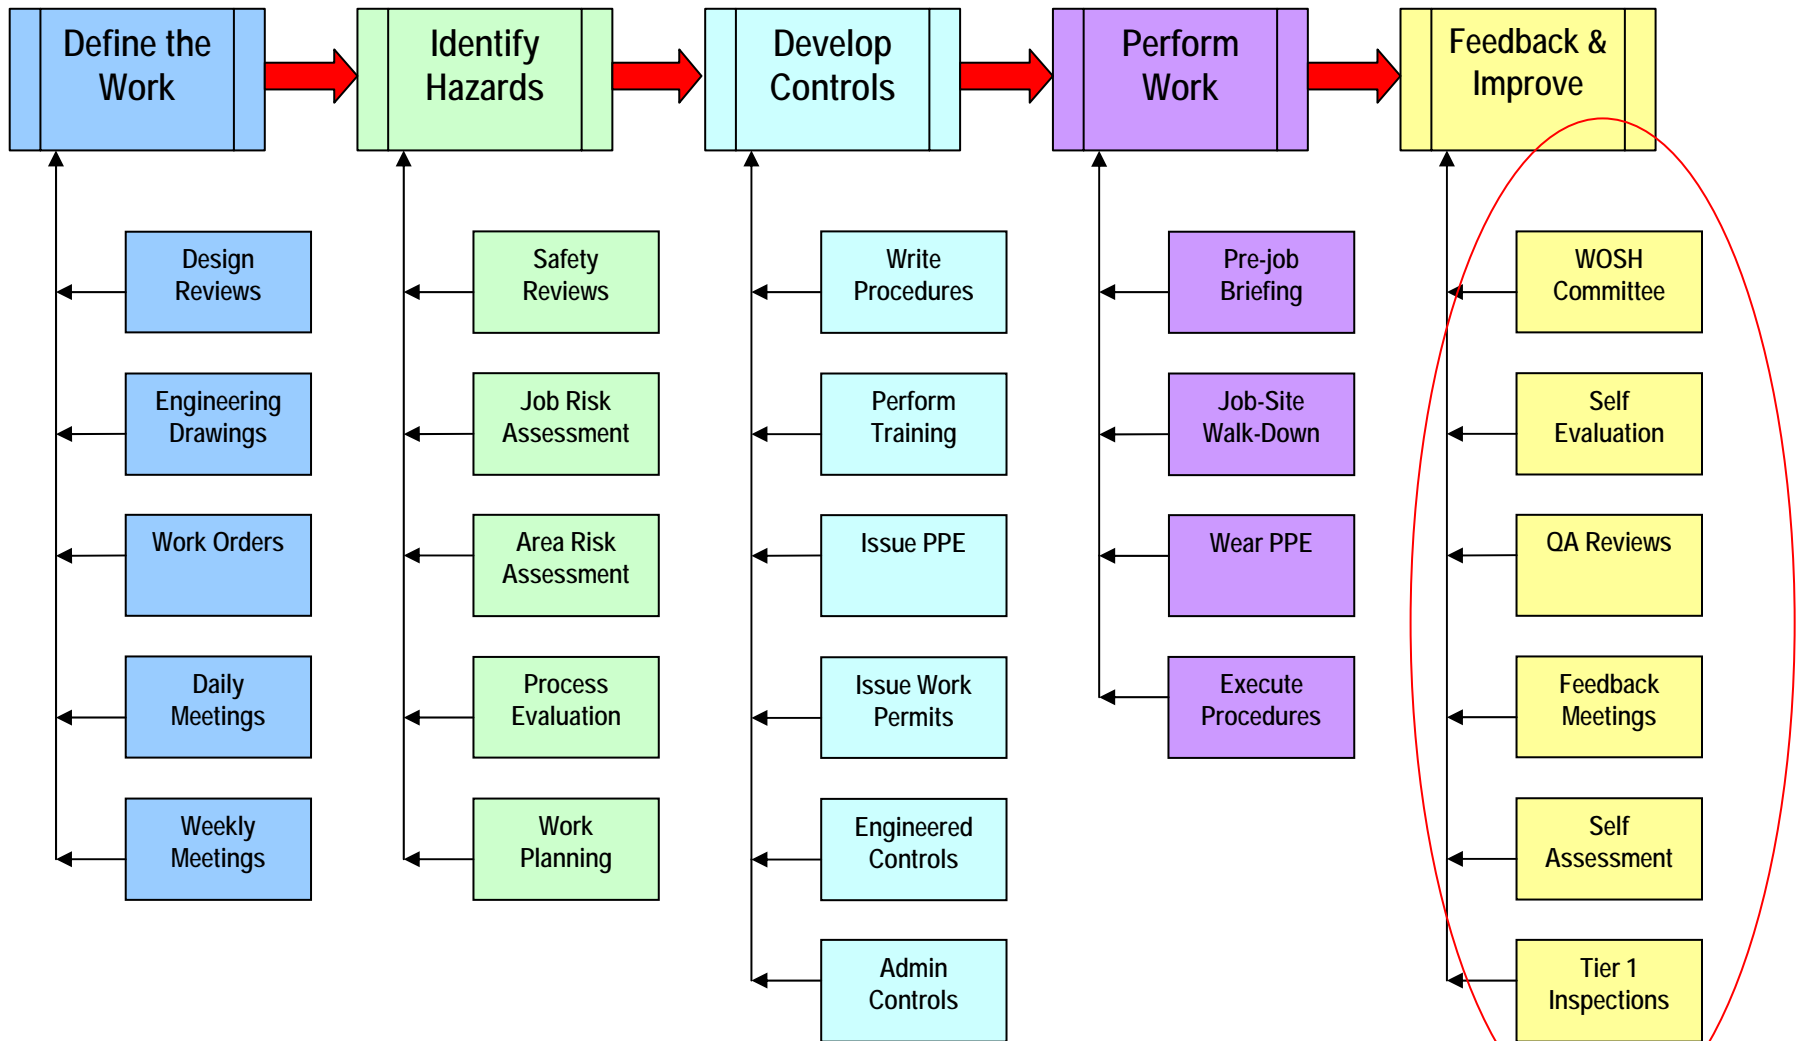 Define the
Work
Identify
Hazards
Develop
Controls
Perform
Work
Feedback &
Improve
Design
Reviews
Engineering
Drawings
Work Orders
Daily
Meetings
Weekly
Meetings
Safety
Reviews
Job Risk
Assessment
Area Risk
Assessment
Process
Evaluation
Work
Planning
Write
Procedures
Perform
Training
Issue PPE
Issue Work
Permits
Engineered
Controls
Admin
Controls
Pre-job
Briefing
Job-Site
Walk-Down
Wear PPE
Execute
Procedures
WOSH
Committee
Self
Evaluation
QA Reviews
Feedback
Meetings
Self
Assessment
Tier 1
Inspections